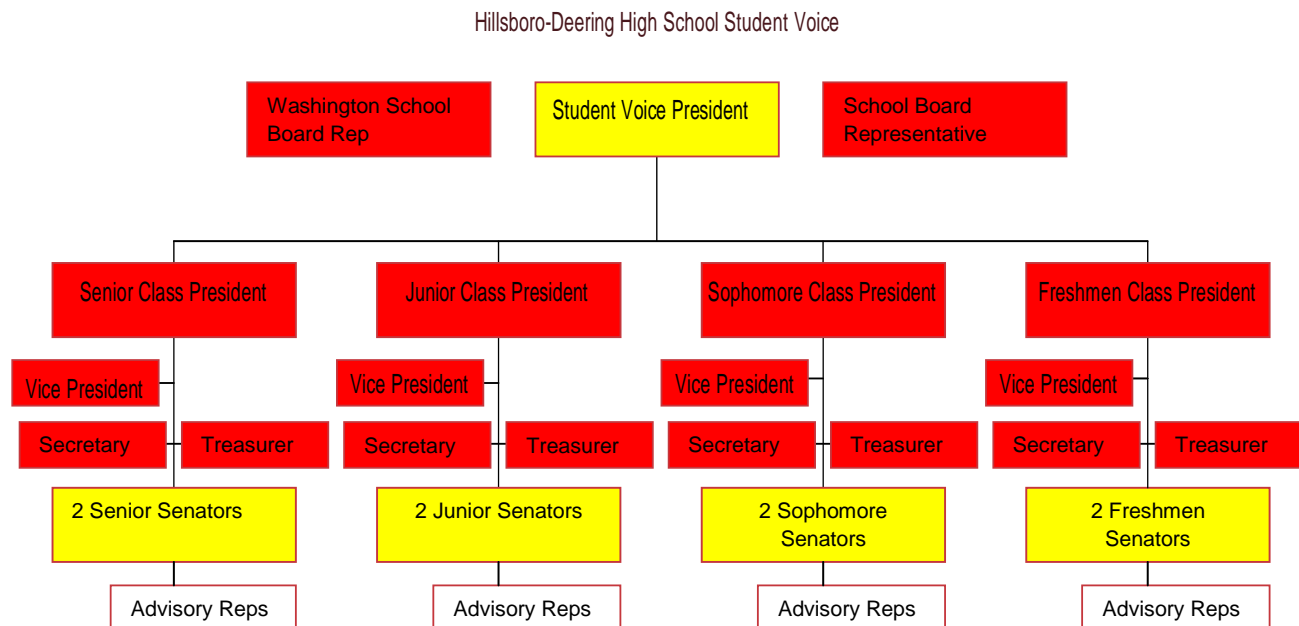 Hillsboro-Deering High School Student Voice
Washington School
Board Rep
Student Voice President
School Board
Representative
Senior Class President
Junior Class President
Sophomore Class President
Freshmen Class President
Vice President
Vice President
Vice President
Vice President
Secretary
Treasurer
Secretary
Treasurer
Secretary
Treasurer
Secretary
Treasurer
2 Senior Senators
2 Junior Senators
2 Sophomore
Senators
2 Freshmen
Senators
Advisory Reps
Advisory Reps
Advisory Reps
Advisory Reps